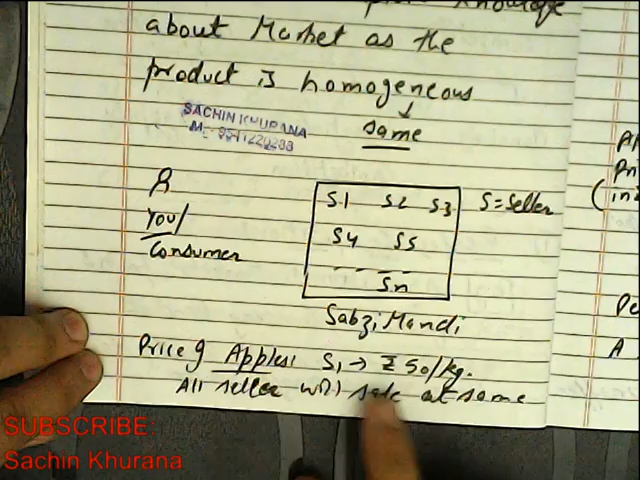 Knowledge
about Market as the
product is homogeneous
↓
same
SACHIN KHURANA
S1 S2 S3
S4 S5
Sn
S = Seller
You/
Consumer
Sabzi Mandi
Price of Apples: S1 → ₹ 50/kg.
All seller will sale at same
SUBSCRIBE:
Sachin Khurana